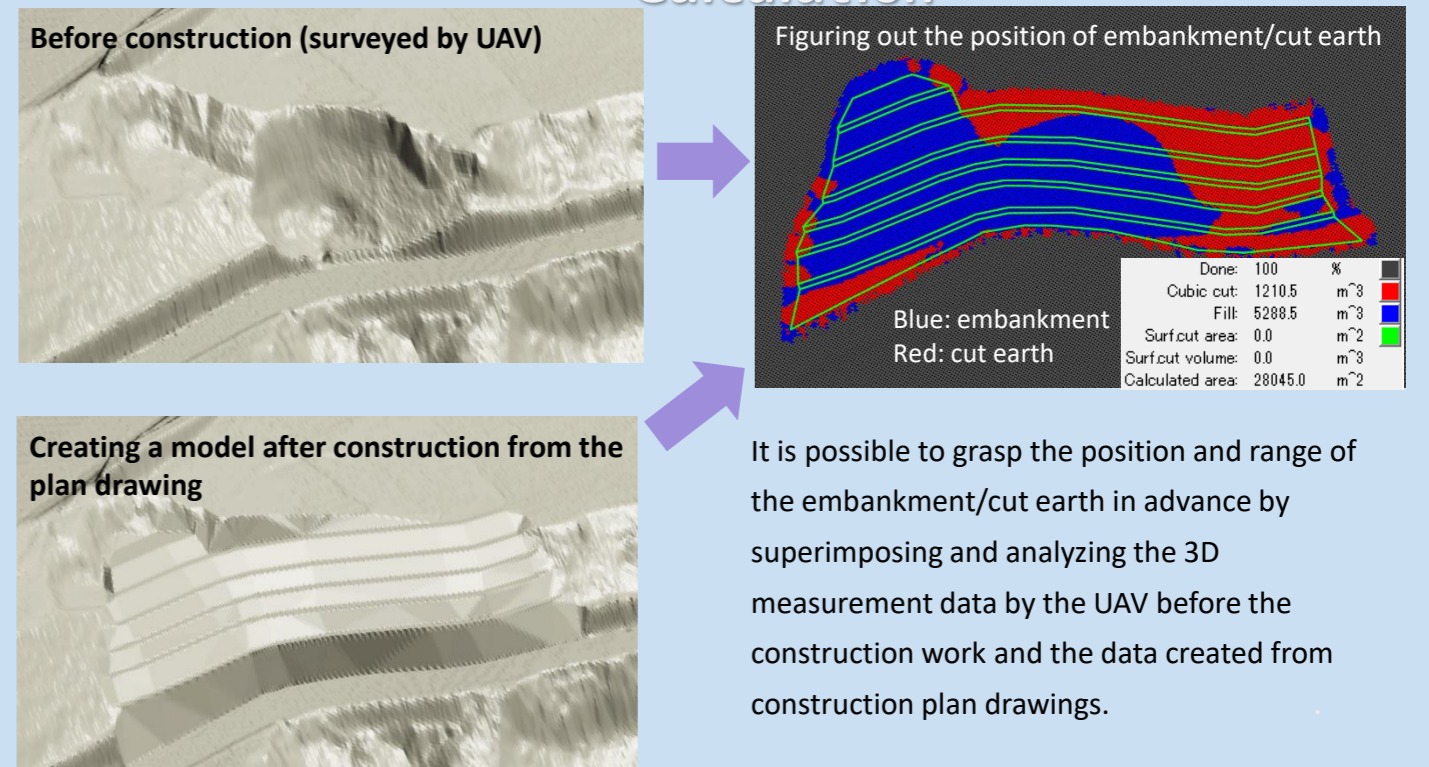 Calculation
Before construction (surveyed by UAV)
Figuring out the position of embankment/cut earth
Blue: embankment
Red: cut earth
Done: 100 %
Cubic cut: 1210.5 m^3
Fill: 5288.5 m^3
Surf.cut area: 0.0 m^2
Surf.cut volume: 0.0 m^3
Calculated area: 28045.0 m^2
Creating a model after construction from the
plan drawing
It is possible to grasp the position and range of
the embankment/cut earth in advance by
superimposing and analyzing the 3D
measurement data by the UAV before the
construction work and the data created from
construction plan drawings.